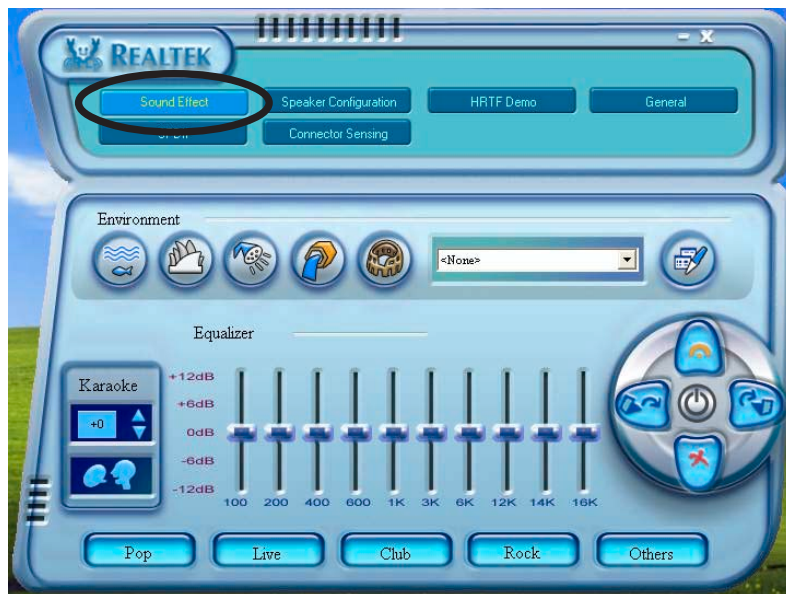 REALTEK
- X
Sound Effect
Speaker Configuration
HRTF Demo
General
Connector Sensing
Environment
<None>
Equalizer
Karaoke
+0
+12dB
+6dB
0dB
-6dB
-12dB
100 200 400 600 1K 3K 6K 12K 14K 16K
Pop
Live
Club
Rock
Others